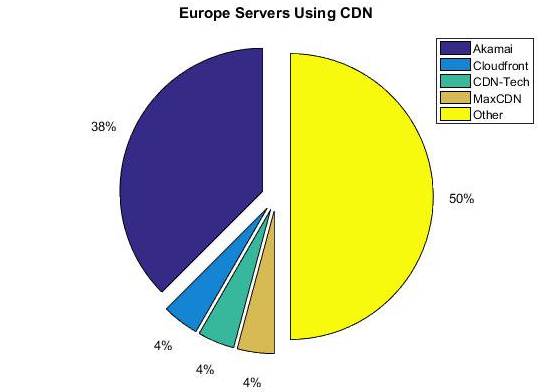 Europe Servers Using CDN
Akamai
Cloudfront
CDN-Tech
MaxCDN
Other
38%
50%
4%
4%
4%